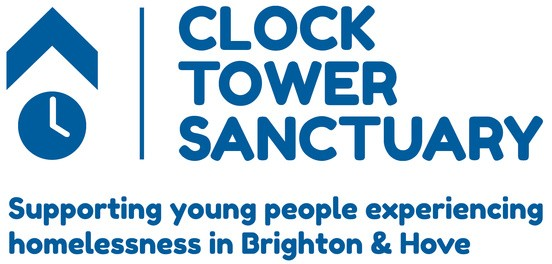 CLOCK
TOWER
SANCTUARY
Supporting young people experiencing
homelessness in Brighton & Hove